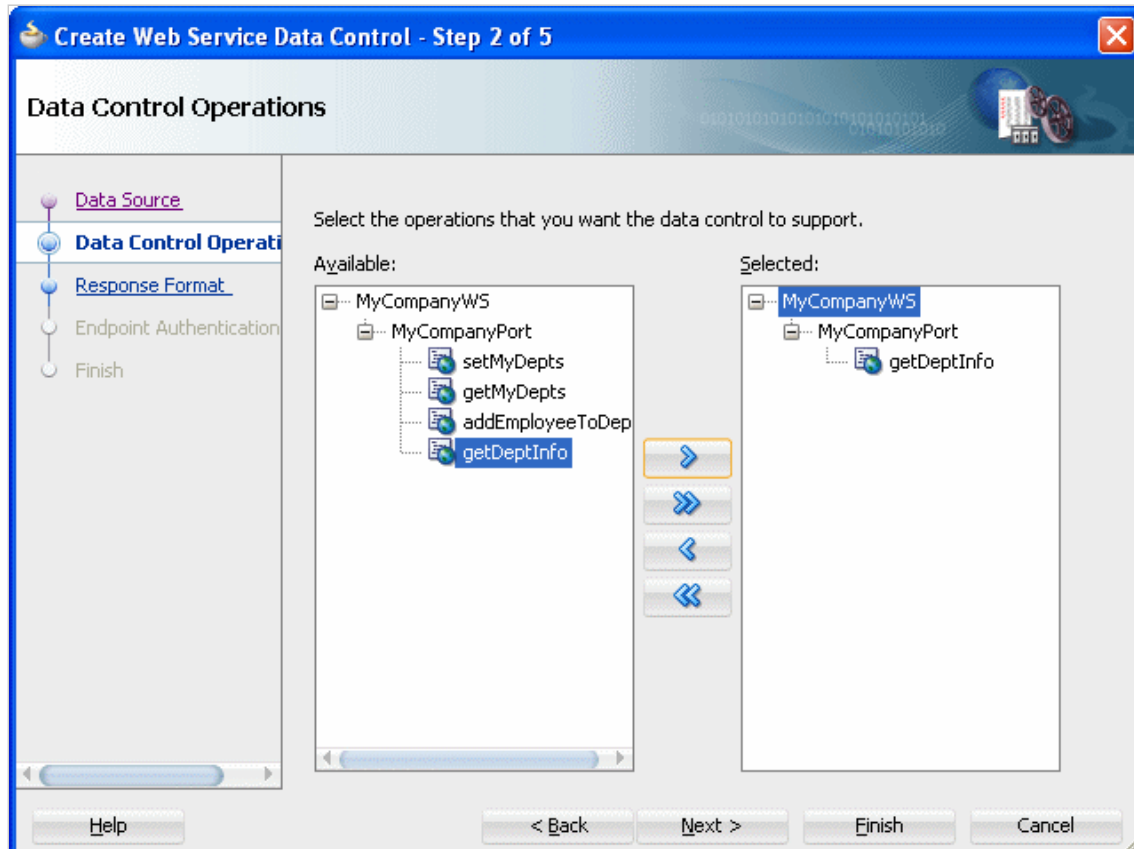 Create Web Service Data Control - Step 2 of 5
Data Control Operations
0101010101010101010101010101
01010101010
Data Source
Data Control Operati
Response Format
Endpoint Authentication
Finish
Select the operations that you want the data control to support.
Available:
MyCompanyWS
MyCompanyPort
setMyDepts
getMyDepts
addEmployeeToDep
getDeptInfo
Selected:
MyCompanyWS
MyCompanyPort
getDeptInfo
Help
< Back
Next >
Finish
Cancel